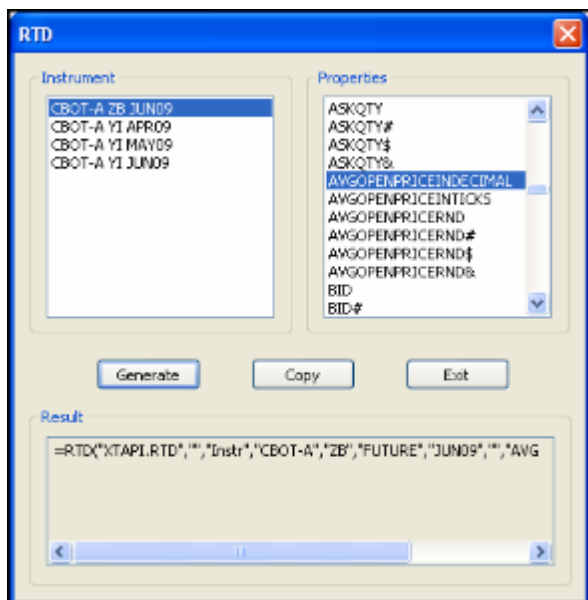 RTD
Instrument
CBOT-A ZB JUN09
CBOT-A YI APR09
CBOT-A YI MAY09
CBOT-A YI JUN09
Properties
ASKQTY
ASKQTY#
ASKQTY$
ASKQTY&
AVGOPENPRICEINDECIMAL
AVGOPENPRICEINTICKS
AVGOPENPRICERND
AVGOPENPRICERND#
AVGOPENPRICERND$
AVGOPENPRICERND&
BID
BID#
Generate
Copy
Exit
Result
=RTD("XTAPI.RTD","","Instr","CBOT-A","ZB","FUTURE","JUN09","","AVG